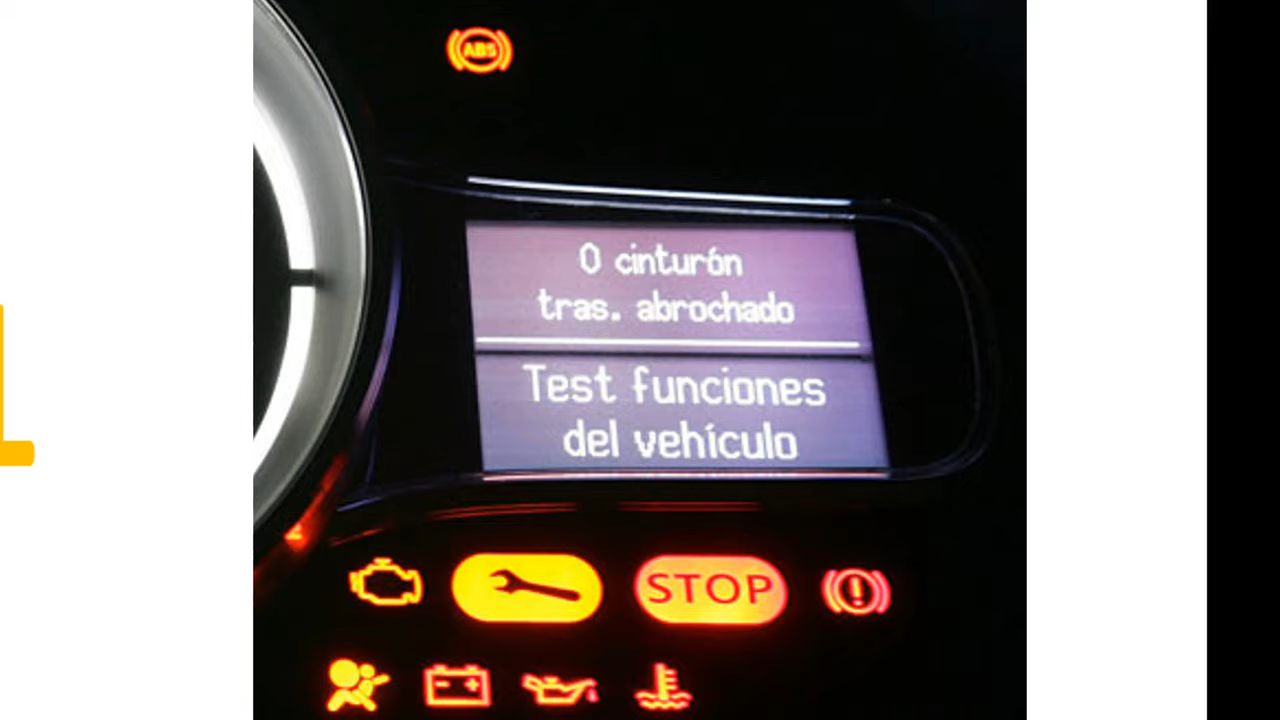 ABS
0 cinturón
tras. abrochado
Test funciones
del vehículo
STOP